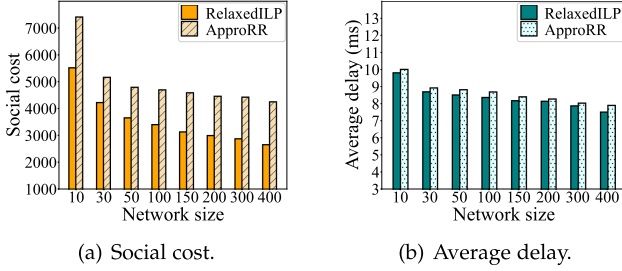 RelaxedILP
ApproRR
Social cost
7000
6000
5000
4000
3000
2000
1000
10 30 50 100 150 200 300 400
Network size
(a) Social cost.
RelaxedILP
ApproRR
Average delay (ms)
13
12
11
10
9
8
7
6
5
4
3
10 30 50 100 150 200 300 400
Network size
(b) Average delay.